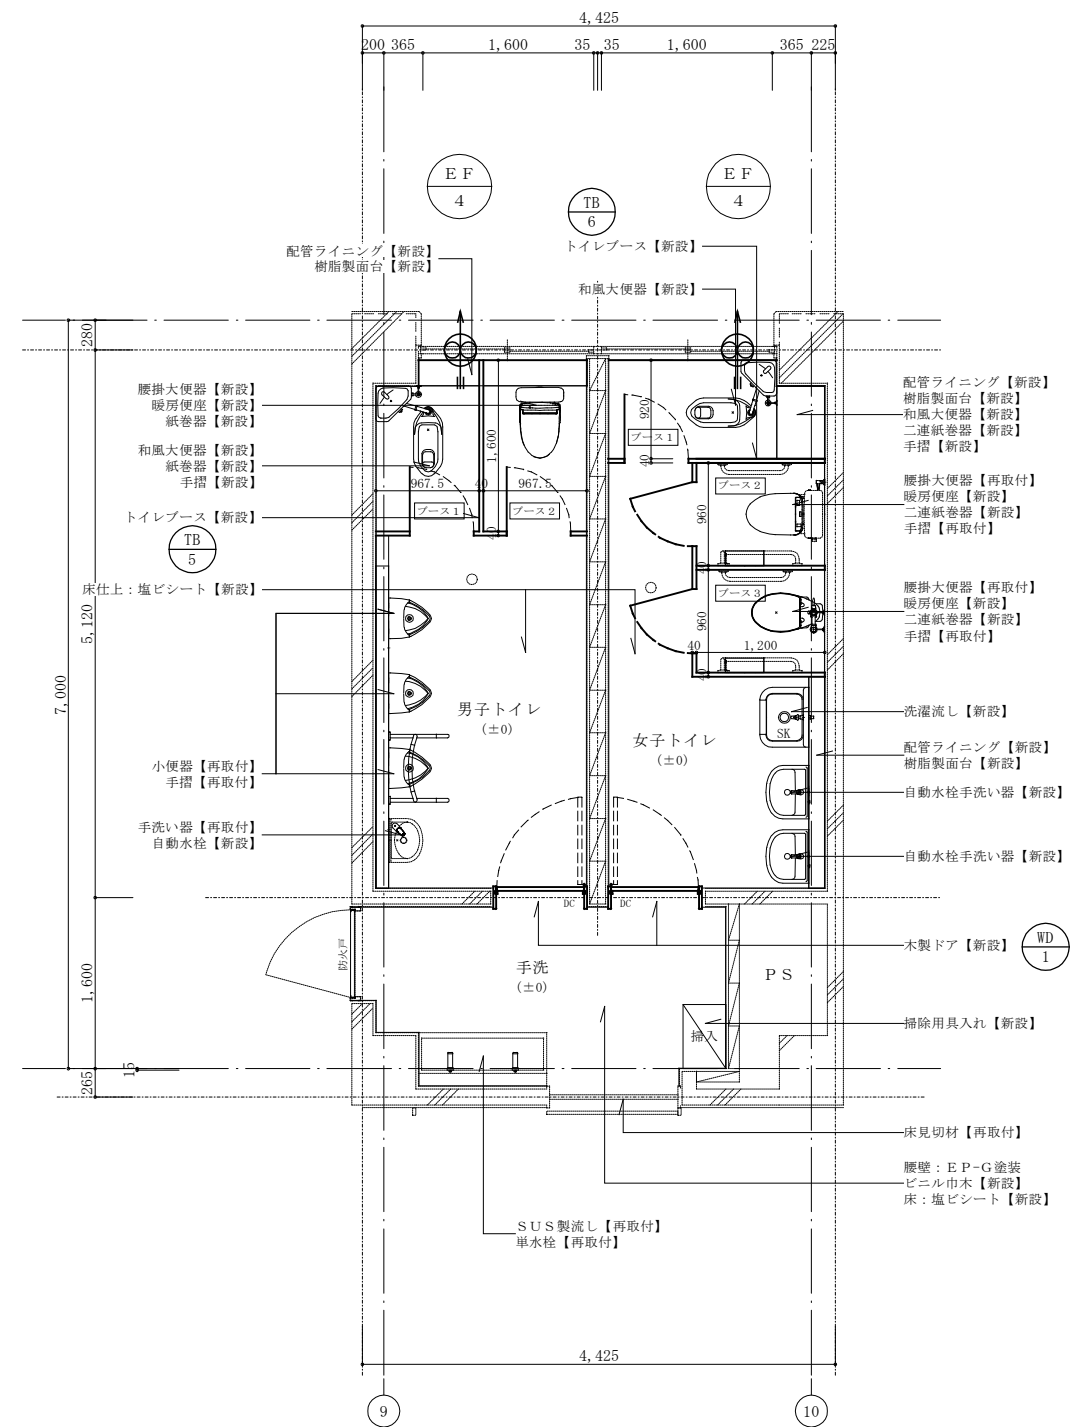 4,425
200 365 1,600 35 35 1,600 365 225
ＥＦ
4
ＥＦ
4
TB
6
トイレブース【新設】
配管ライニング【新設】
樹脂製面台【新設】
和風大便器【新設】
280
腰掛大便器【新設】
暖房便座【新設】
紙巻器【新設】
和風大便器【新設】
紙巻器【新設】
手摺【新設】
トイレブース【新設】
TB
5
床仕上：塩ビシート【新設】
5,120
7,000
小便器【再取付】
手摺【再取付】
手洗い器【再取付】
自動水栓【新設】
1,600
15
265
1,600
967.5 40 967.5
ブース１
ブース２
40
920
40
ブース１
ブース２
960
40
ブース３
960
40 1,200
40
配管ライニング【新設】
樹脂製面台【新設】
和風大便器【新設】
二連紙巻器【新設】
手摺【新設】
腰掛大便器【再取付】
暖房便座【新設】
二連紙巻器【新設】
手摺【再取付】
腰掛大便器【再取付】
暖房便座【新設】
二連紙巻器【新設】
手摺【再取付】
洗濯流し【新設】
SK
配管ライニング【新設】
樹脂製面台【新設】
自動水栓手洗い器【新設】
自動水栓手洗い器【新設】
男子トイレ
(±0)
女子トイレ
(±0)
DC
DC
防火戸
手洗
(±0)
木製ドア【新設】
WD
1
ＰＳ
掃入
掃除用具入れ【新設】
床見切材【再取付】
腰壁：ＥＰ-Ｇ塗装
ビニル巾木【新設】
床：塩ビシート【新設】
ＳＵＳ製流し【再取付】
単水栓【再取付】
4,425
9
10